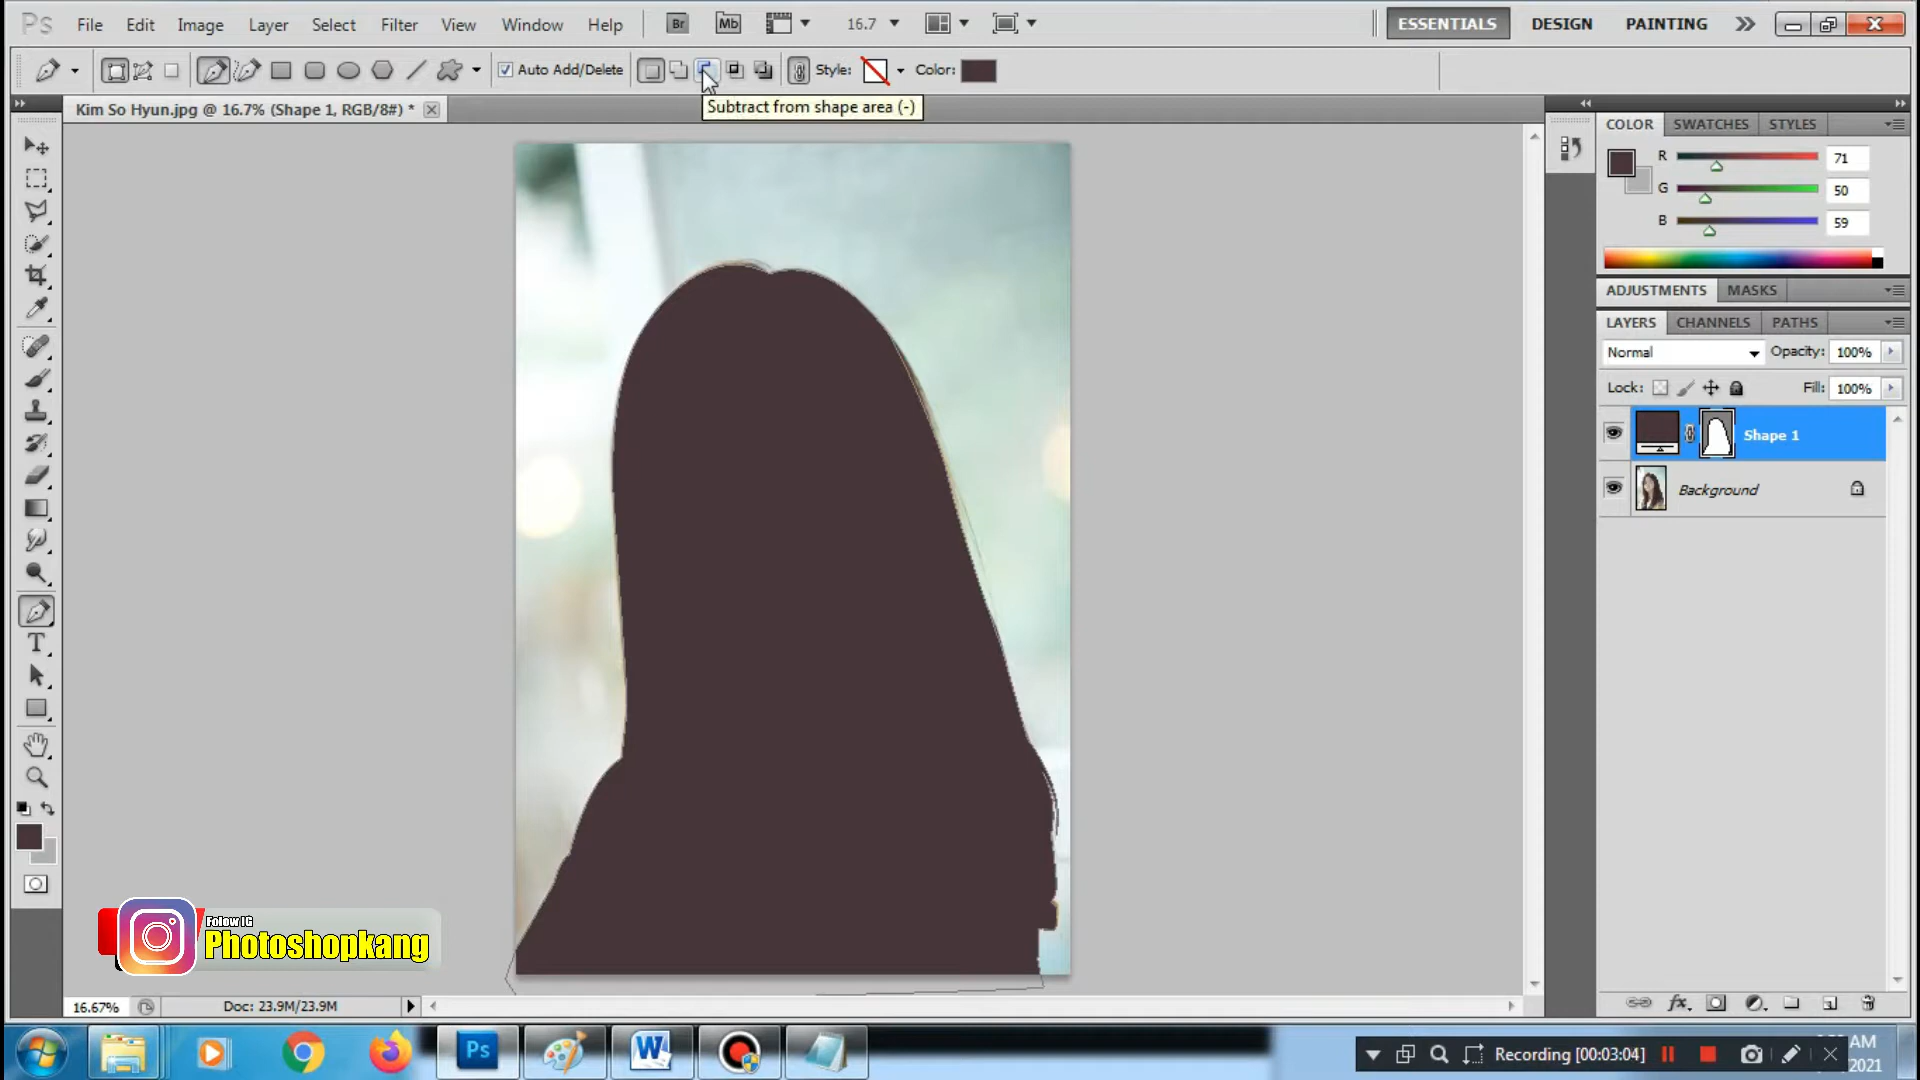 Ps File Edit Image Layer Select Filter View Window Help Br Mb 16.7 ESSENTIALS DESIGN PAINTING
Auto Add/Delete Style: Color:
Kim So Hyun.jpg @ 16.7% (Shape 1, RGB/8#) *
Subtract from shape area (-)
COLOR SWATCHES STYLES
R 71
G 50
B 59
ADJUSTMENTS MASKS
LAYERS CHANNELS PATHS
Normal Opacity: 100%
Lock: Fill: 100%
Shape 1
Background
T
Folow IG
Photoshopkang
16.67% Doc: 23.9M/23.9M
fx
Ps W Recording [00:03:04]
AM